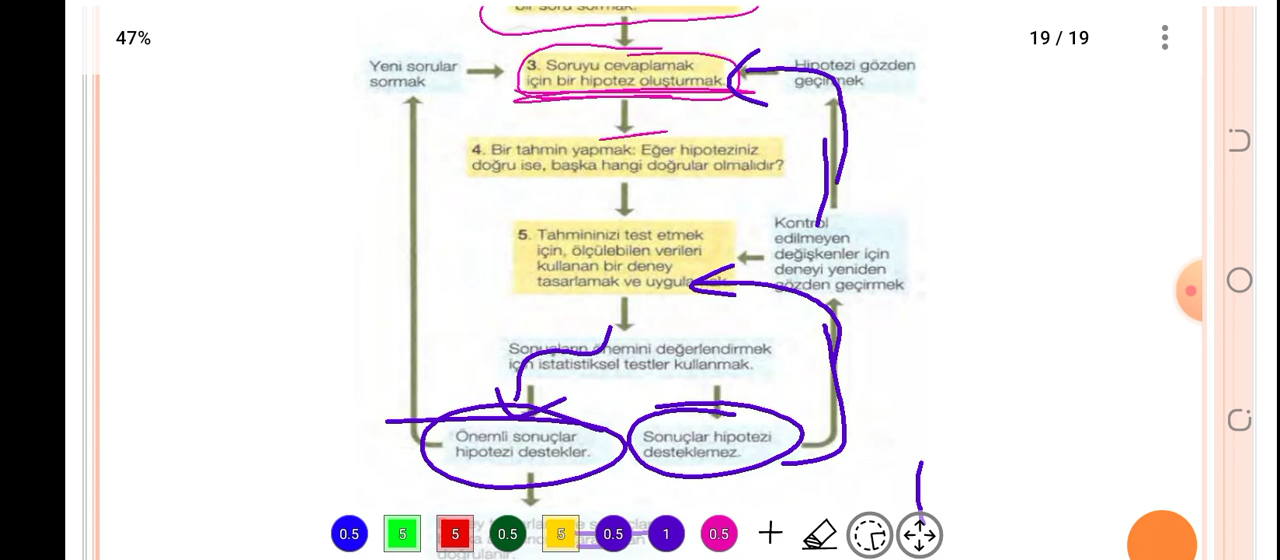 47%
19 / 19
bir soru sormak.
Yeni sorular
sormak
3. Soruyu cevaplamak
için bir hipotez oluşturmak.
Hipotezi gözden
geçirmek
4. Bir tahmin yapmak: Eğer hipoteziniz
doğru ise, başka hangi doğrular olmalıdır?
5. Tahmininizi test etmek
için, ölçülebilen verileri
kullanan bir deney
tasarlamak ve
Kontrol
edilmeyen
değişkenler için
deneyi yeniden
gözden geçirmek
Sonuçların önemini değerlendirmek
için istatistiksel testler kullanmak.
Önemli sonuçlar
hipotezi destekler.
Sonuçlar hipotezi
desteklemez.
0.5
5
5
0.5
5
0.5
1
0.5